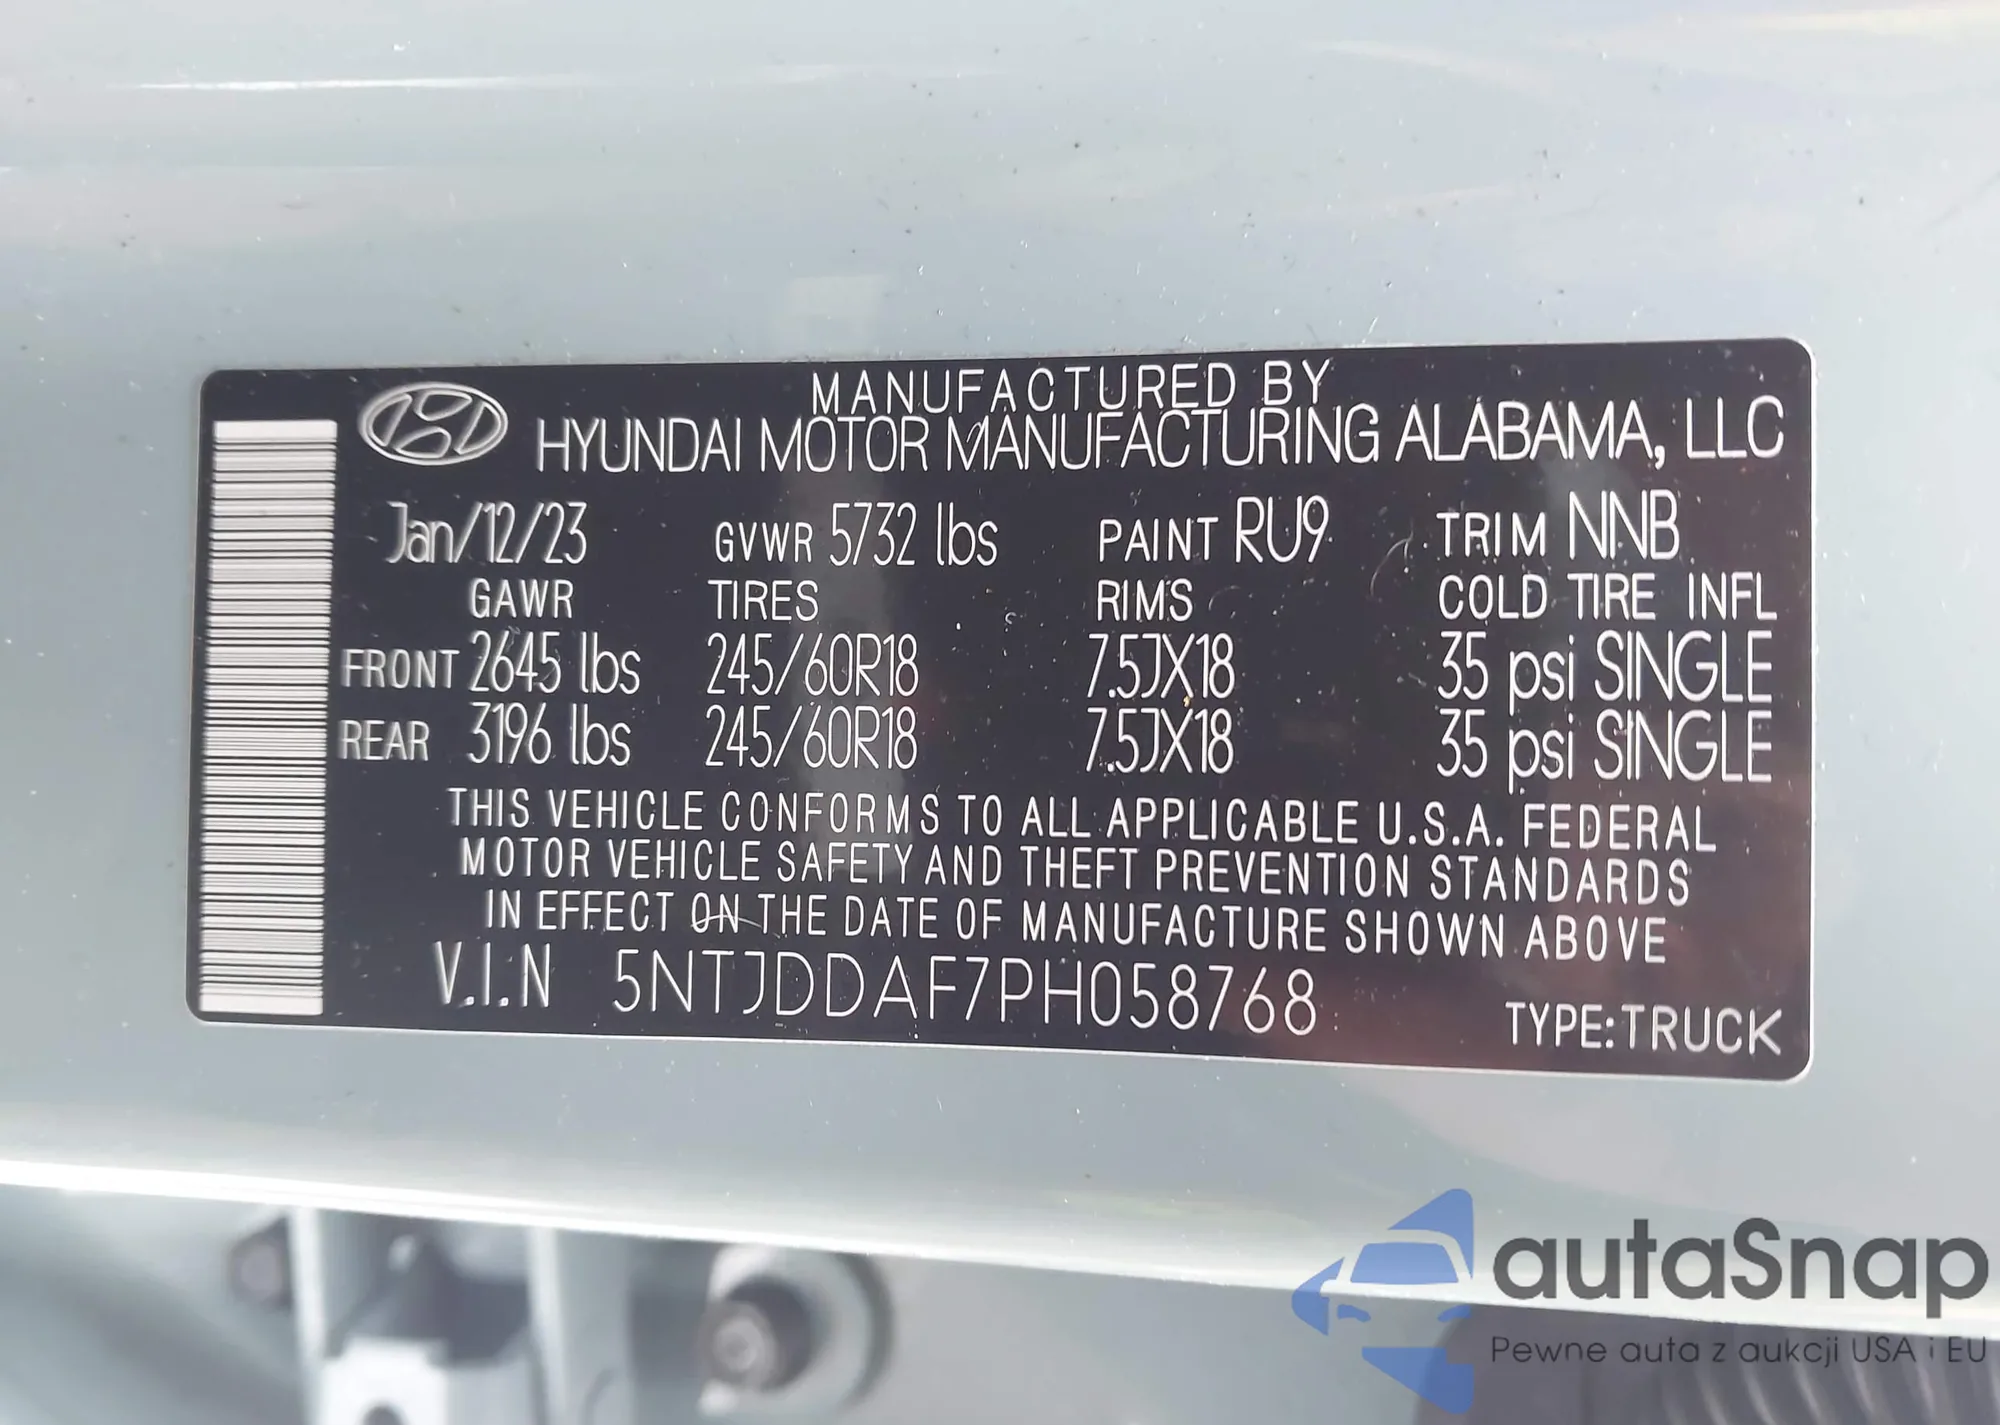 MANUFACTURED BY
HYUNDAI MOTOR MANUFACTURING ALABAMA, LLC
Jan/12/23 GVWR 5732 lbs PAINT RU9 TRIM NNB
GAWR TIRES RIMS COLD TIRE INFL
FRONT 2645 lbs 245/60R18 7.5JX18 35 psi SINGLE
REAR 3196 lbs 245/60R18 7.5JX18 35 psi SINGLE
THIS VEHICLE CONFORMS TO ALL APPLICABLE U.S.A. FEDERAL
MOTOR VEHICLE SAFETY AND THEFT PREVENTION STANDARDS
IN EFFECT ON THE DATE OF MANUFACTURE SHOWN ABOVE
V.I.N 5NTJDDAF7PH058768
TYPE:TRUCK
autaSnap
Pewne auta z aukcji USA i EU